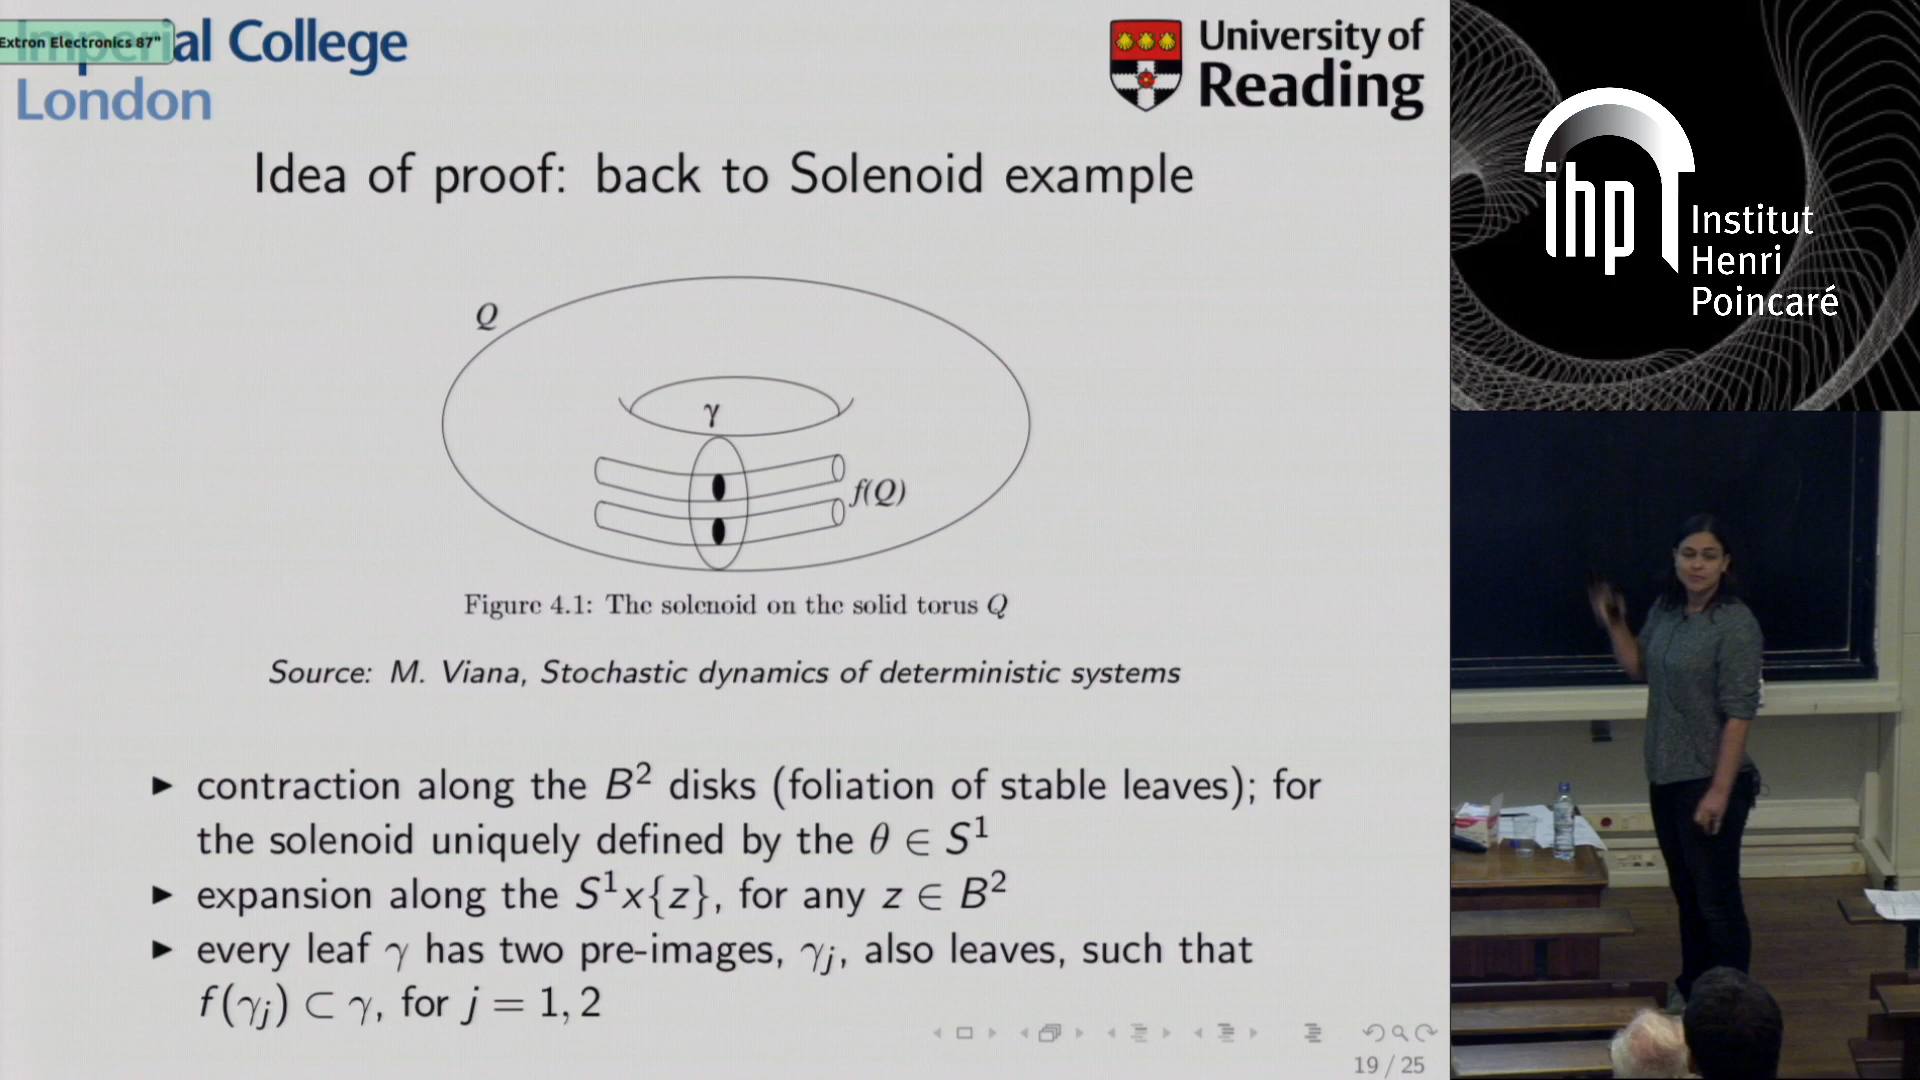 Extron Electronics 87"
Imperial College
London
University of
Reading
Idea of proof: back to Solenoid example
Q
γ
f(Q)
Figure 4.1: The solenoid on the solid torus Q
Source: M. Viana, Stochastic dynamics of deterministic systems
► contraction along the B² disks (foliation of stable leaves); for
the solenoid uniquely defined by the θ ∈ S¹
► expansion along the S¹x{z}, for any z ∈ B²
► every leaf γ has two pre-images, γⱼ, also leaves, such that
f(γⱼ) ⊂ γ, for j = 1, 2
19 / 25
ihp
Institut
Henri
Poincaré